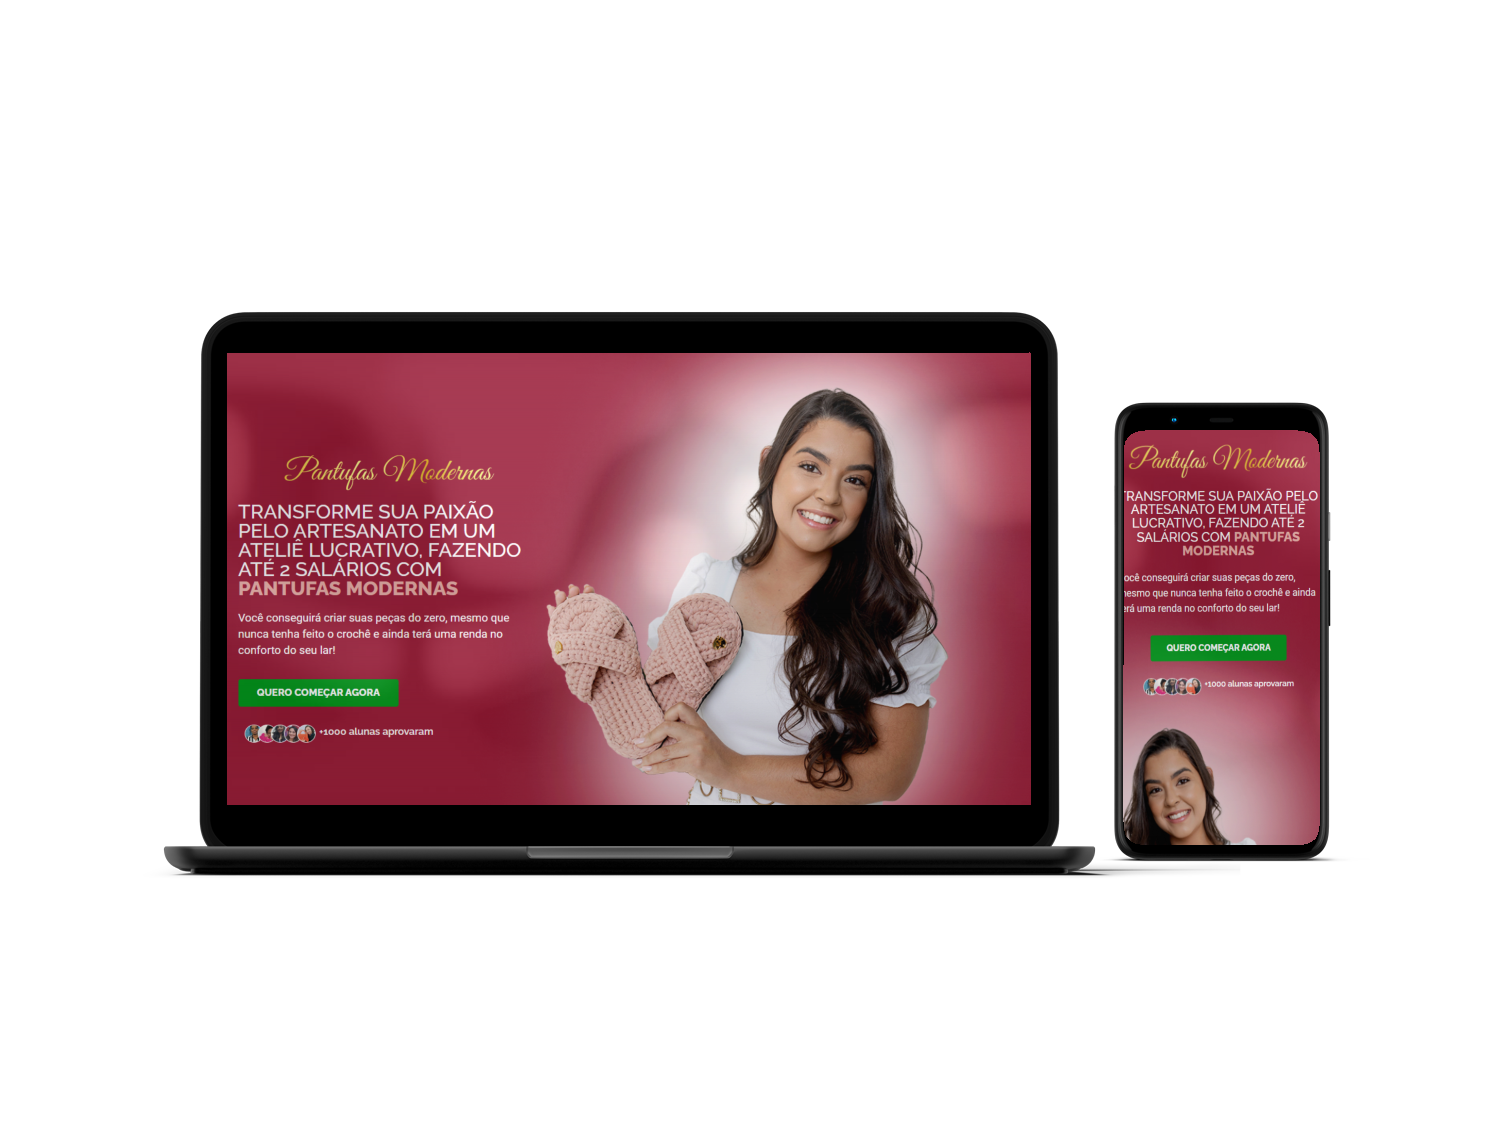 Pantufas Modernas
TRANSFORME SUA PAIXÃO
PELO ARTESANATO EM UM
ATELIÊ LUCRATIVO, FAZENDO
ATÉ 2 SALÁRIOS COM
PANTUFAS MODERNAS
Você conseguirá criar suas peças do zero, mesmo que
nunca tenha feito o crochê e ainda terá uma renda no
conforto do seu lar!
QUERO COMEÇAR AGORA
+1000 alunas aprovaram
Pantufas Modernas
TRANSFORME SUA PAIXÃO PELO
ARTESANATO EM UM ATELIÊ
LUCRATIVO, FAZENDO ATÉ 2
SALÁRIOS COM PANTUFAS
MODERNAS
ocê conseguirá criar suas peças do zero,
nesmo que nunca tenha feito o crochê e ainda
erá uma renda no conforto do seu lar!
QUERO COMEÇAR AGORA
+1000 alunas aprovaram